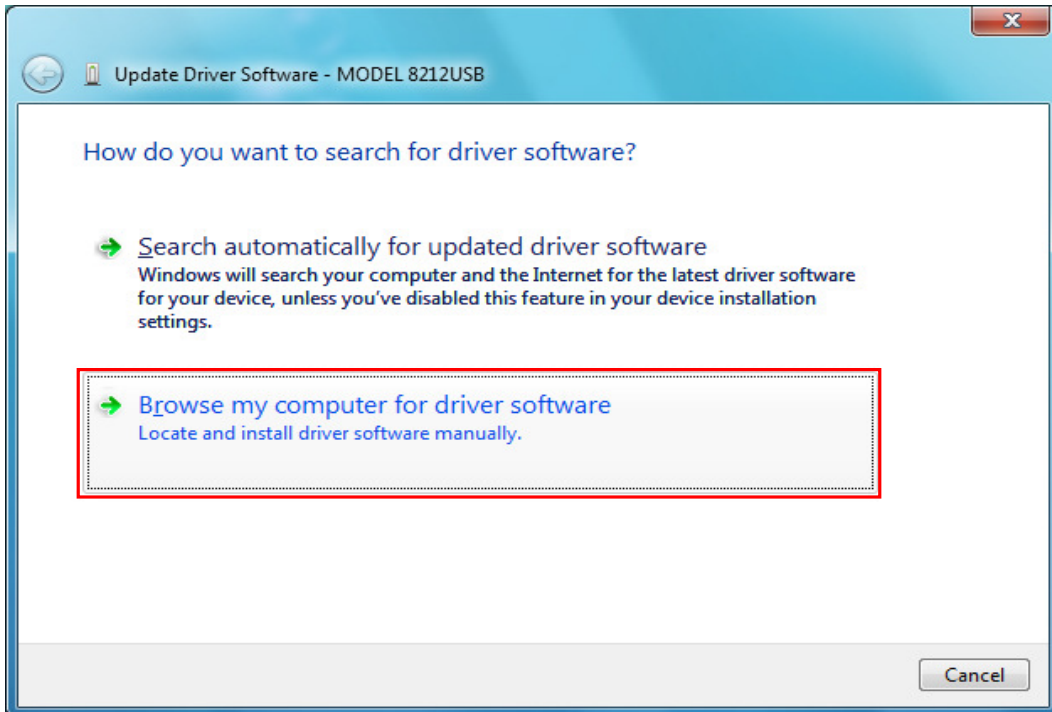 Update Driver Software - MODEL 8212USB
How do you want to search for driver software?
Search automatically for updated driver software
Windows will search your computer and the Internet for the latest driver software
for your device, unless you've disabled this feature in your device installation
settings.
Browse my computer for driver software
Locate and install driver software manually.
Cancel